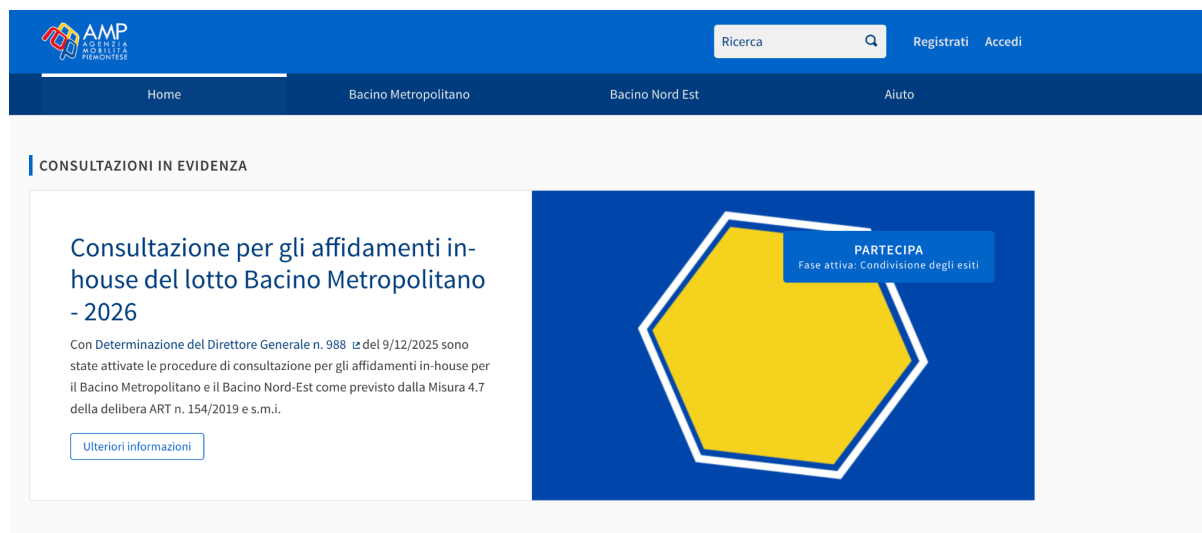 AMP
AGENZIA
MOBILITÀ
PIEMONTESE
Ricerca
Registrati
Accedi
Home
Bacino Metropolitano
Bacino Nord Est
Aiuto
CONSULTAZIONI IN EVIDENZA
Consultazione per gli affidamenti in-
house del lotto Bacino Metropolitano
- 2026
Con Determinazione del Direttore Generale n. 988 del 9/12/2025 sono
state attivate le procedure di consultazione per gli affidamenti in-house per
il Bacino Metropolitano e il Bacino Nord-Est come previsto dalla Misura 4.7
della delibera ART n. 154/2019 e s.m.i.
Ulteriori informazioni
PARTECIPA
Fase attiva: Condivisione degli esiti